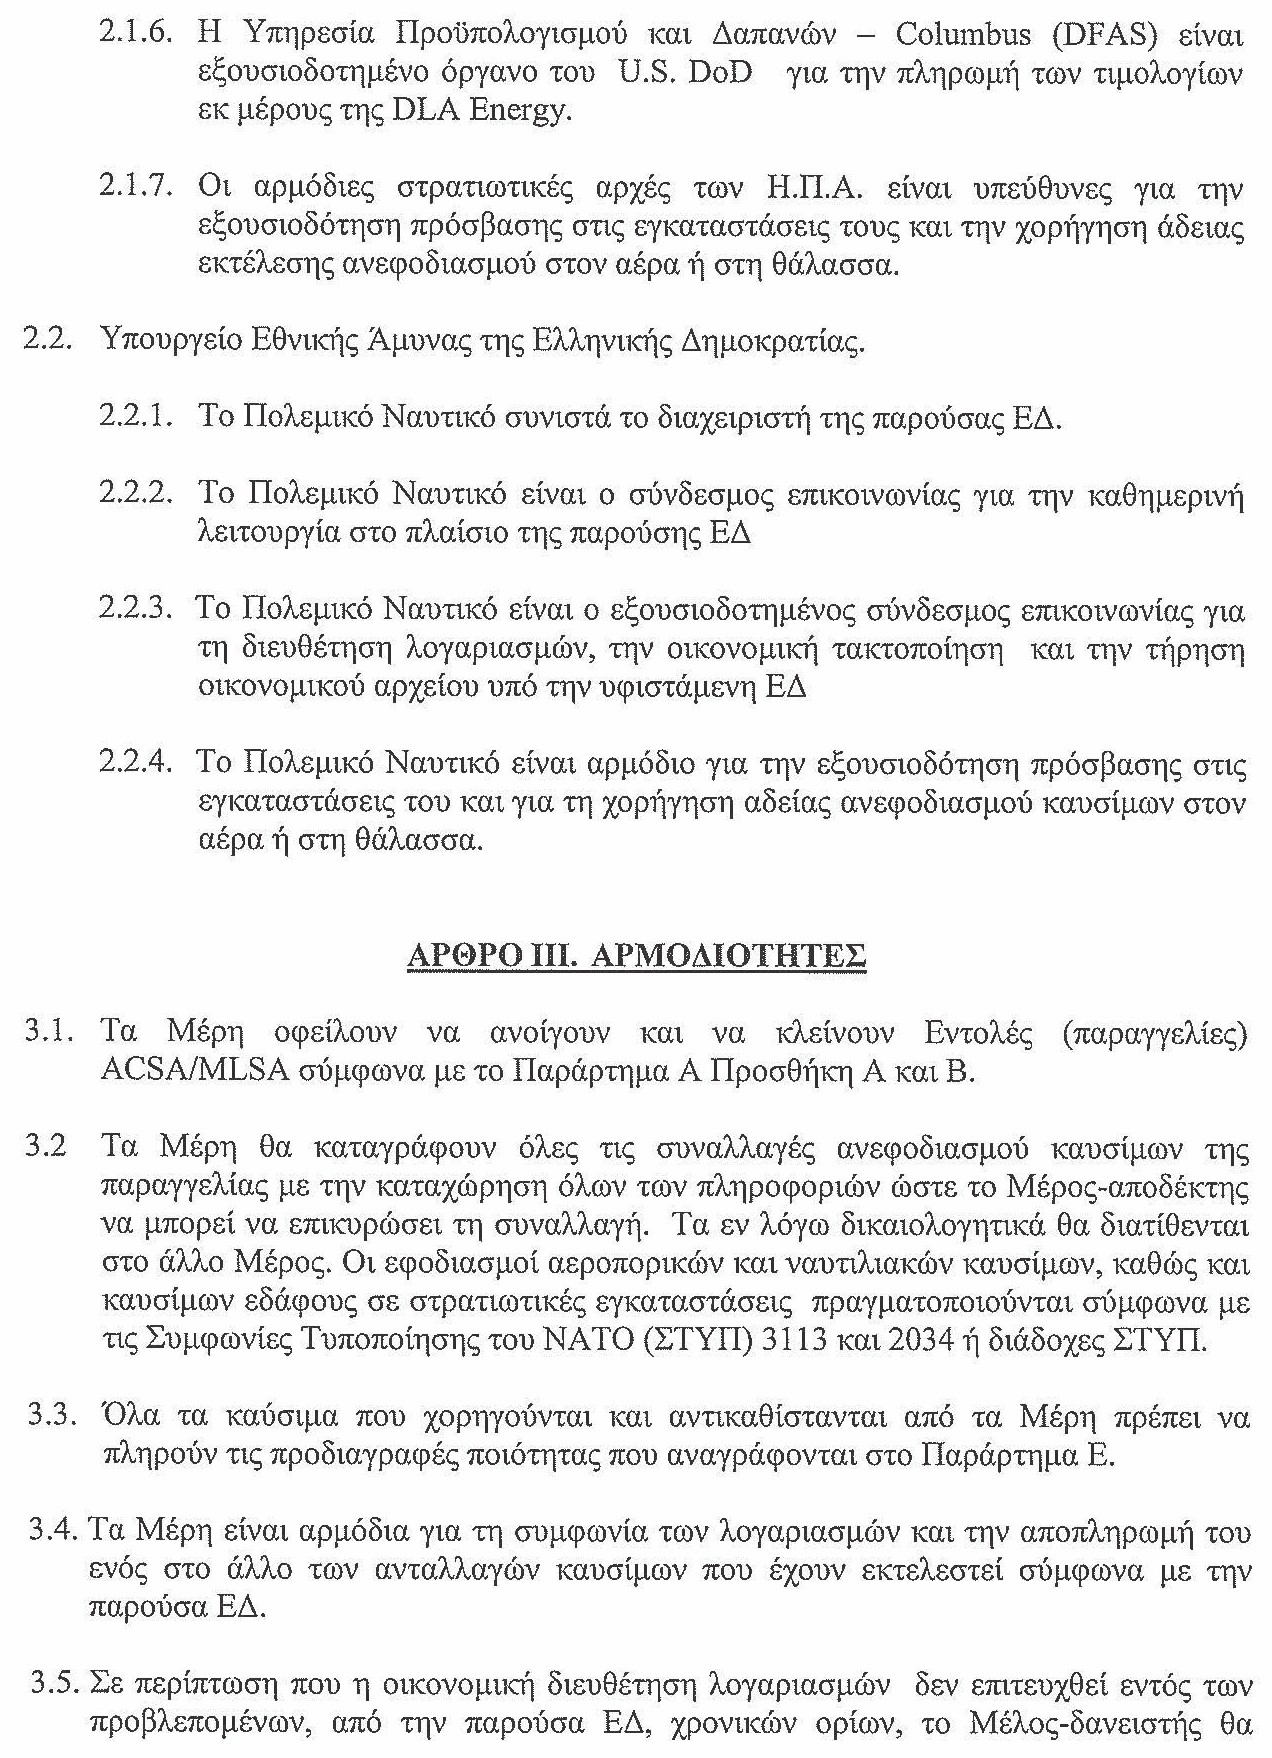 2.1.6. Η Υπηρεσία Προϋπολογισμού και Δαπανών – Columbus (DFAS) είναι
εξουσιοδοτημένο όργανο του U.S. DoD για την πληρωμή των τιμολογίων
εκ μέρους της DLA Energy.
2.1.7. Οι αρμόδιες στρατιωτικές αρχές των Η.Π.Α. είναι υπεύθυνες για την
εξουσιοδότηση πρόσβασης στις εγκαταστάσεις τους και την χορήγηση άδειας
εκτέλεσης ανεφοδιασμού στον αέρα ή στη θάλασσα.
2.2. Υπουργείο Εθνικής Άμυνας της Ελληνικής Δημοκρατίας.
2.2.1. Το Πολεμικό Ναυτικό συνιστά το διαχειριστή της παρούσας ΕΔ.
2.2.2. Το Πολεμικό Ναυτικό είναι ο σύνδεσμος επικοινωνίας για την καθημερινή
λειτουργία στο πλαίσιο της παρούσης ΕΔ
2.2.3. Το Πολεμικό Ναυτικό είναι ο εξουσιοδοτημένος σύνδεσμος επικοινωνίας για
τη διευθέτηση λογαριασμών, την οικονομική τακτοποίηση και την τήρηση
οικονομικού αρχείου υπό την υφιστάμενη ΕΔ
2.2.4. Το Πολεμικό Ναυτικό είναι αρμόδιο για την εξουσιοδότηση πρόσβασης στις
εγκαταστάσεις του και για τη χορήγηση αδείας ανεφοδιασμού καυσίμων στον
αέρα ή στη θάλασσα.
ΑΡΘΡΟ ΙΙΙ. ΑΡΜΟΔΙΟΤΗΤΕΣ
3.1. Τα Μέρη οφείλουν να ανοίγουν και να κλείνουν Εντολές (παραγγελίες)
ACSA/MLSA σύμφωνα με το Παράρτημα Α Προσθήκη Α και Β.
3.2 Τα Μέρη θα καταγράφουν όλες τις συναλλαγές ανεφοδιασμού καυσίμων της
παραγγελίας με την καταχώρηση όλων των πληροφοριών ώστε το Μέρος-αποδέκτης
να μπορεί να επικυρώσει τη συναλλαγή. Τα εν λόγω δικαιολογητικά θα διατίθενται
στο άλλο Μέρος. Οι εφοδιασμοί αεροπορικών και ναυτιλιακών καυσίμων, καθώς και
καυσίμων εδάφους σε στρατιωτικές εγκαταστάσεις πραγματοποιούνται σύμφωνα με
τις Συμφωνίες Τυποποίησης του ΝΑΤΟ (ΣΤΥΠ) 3113 και 2034 ή διάδοχες ΣΤΥΠ.
3.3. Όλα τα καύσιμα που χορηγούνται και αντικαθίστανται από τα Μέρη πρέπει να
πληρούν τις προδιαγραφές ποιότητας που αναγράφονται στο Παράρτημα Ε.
3.4. Τα Μέρη είναι αρμόδια για τη συμφωνία των λογαριασμών και την αποπληρωμή του
ενός στο άλλο των ανταλλαγών καυσίμων που έχουν εκτελεστεί σύμφωνα με την
παρούσα ΕΔ.
3.5. Σε περίπτωση που η οικονομική διευθέτηση λογαριασμών δεν επιτευχθεί εντός των
προβλεπομένων, από την παρούσα ΕΔ, χρονικών ορίων, το Μέλος-δανειστής θα